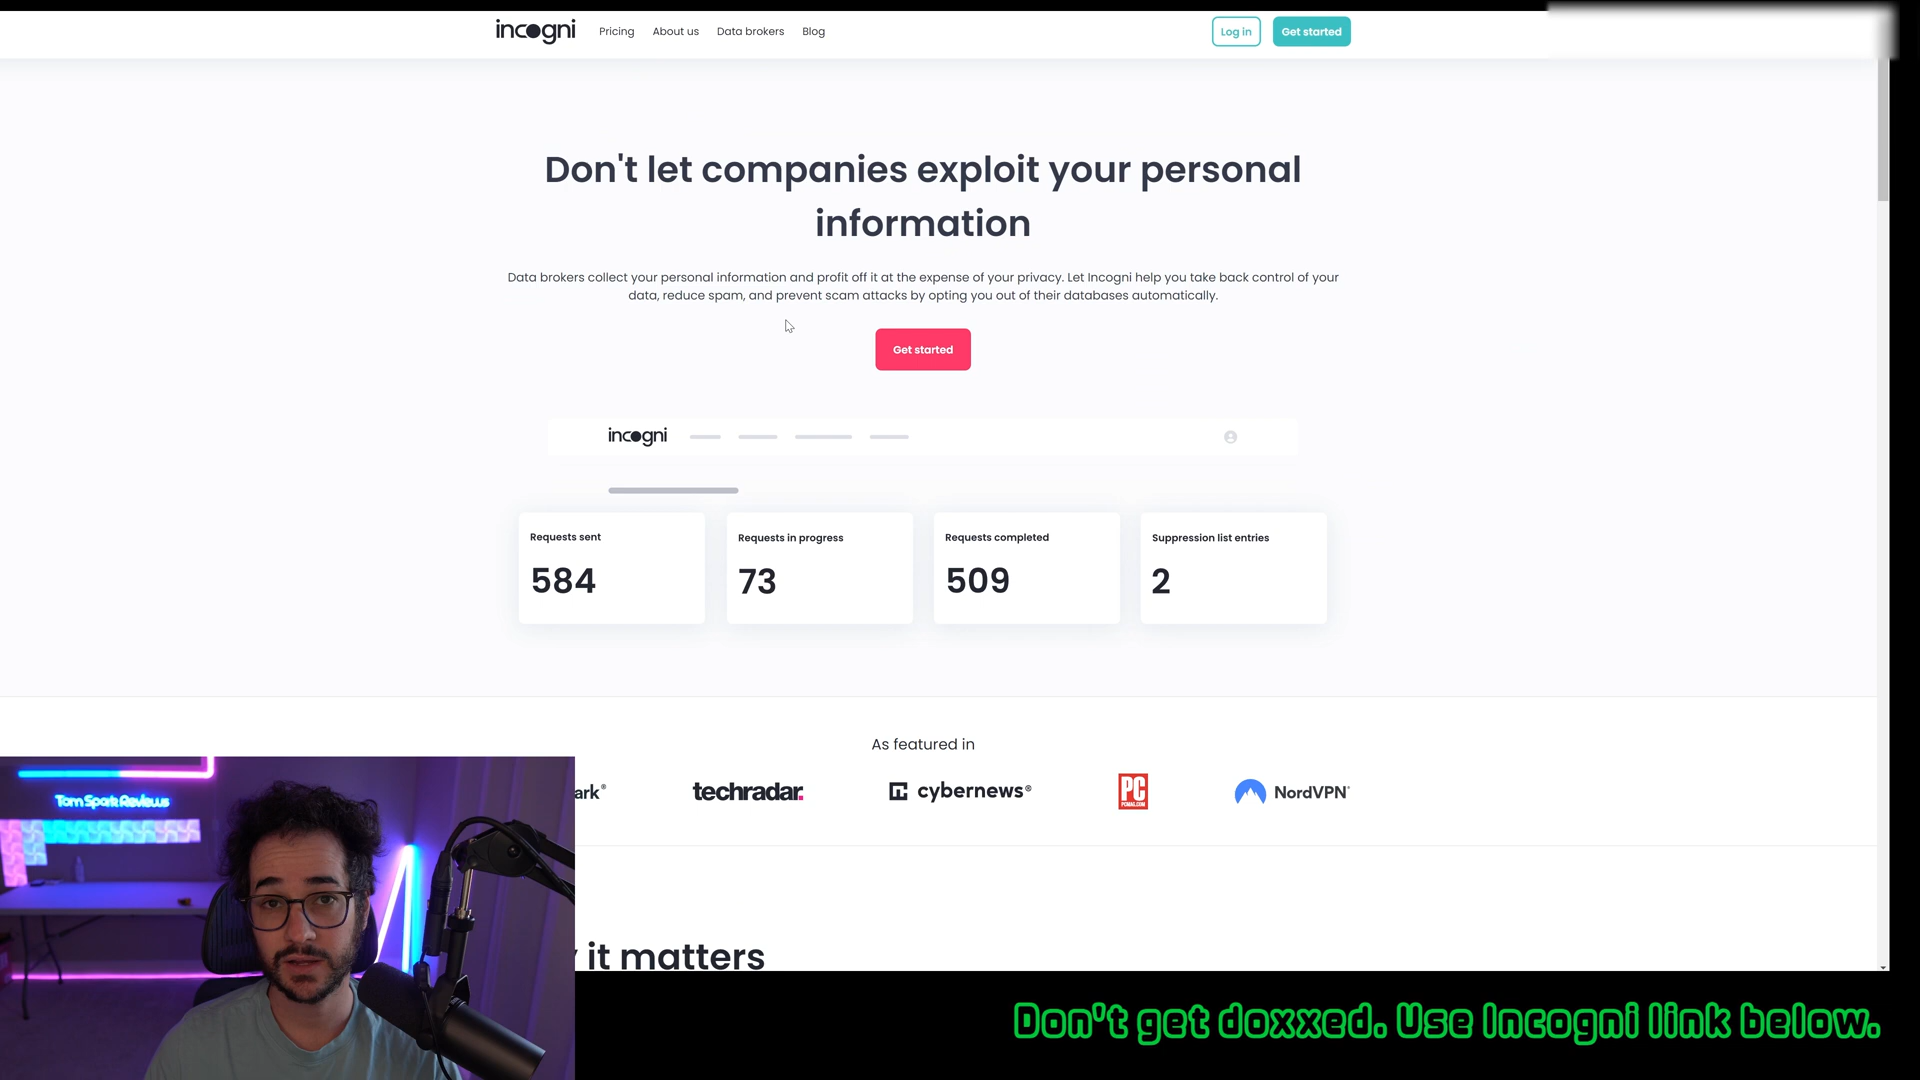 incogni
Pricing
About us
Data brokers
Blog
Log in
Get started
Don't let companies exploit your personal
information
Data brokers collect your personal information and profit off it at the expense of your privacy. Let Incogni help you take back control of your
data, reduce spam, and prevent scam attacks by opting you out of their databases automatically.
Get started
incogni
Requests sent
Requests in progress
Requests completed
Suppression list entries
584
73
509
2
As featured in
ark®
techradar.
cybernews®
PC
PCMAG.COM
NordVPN®
Tom Spark Reviews
it matters
Don't get doxxed. Use Incogni link below.